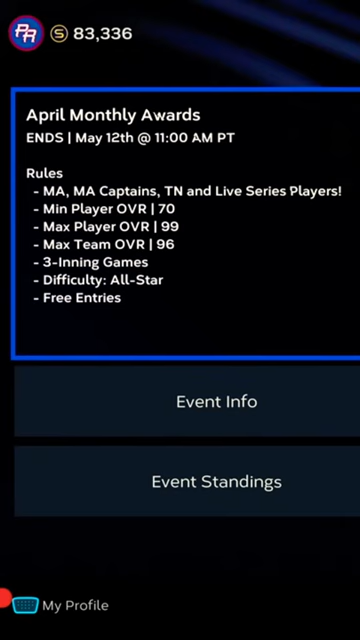 83,336
April Monthly Awards
ENDS | May 12th @ 11:00 AM PT
Rules
- MA, MA Captains, TN and Live Series Players!
- Min Player OVR | 70
- Max Player OVR | 99
- Max Team OVR | 96
- 3-Inning Games
- Difficulty: All-Star
- Free Entries
Event Info
Event Standings
My Profile